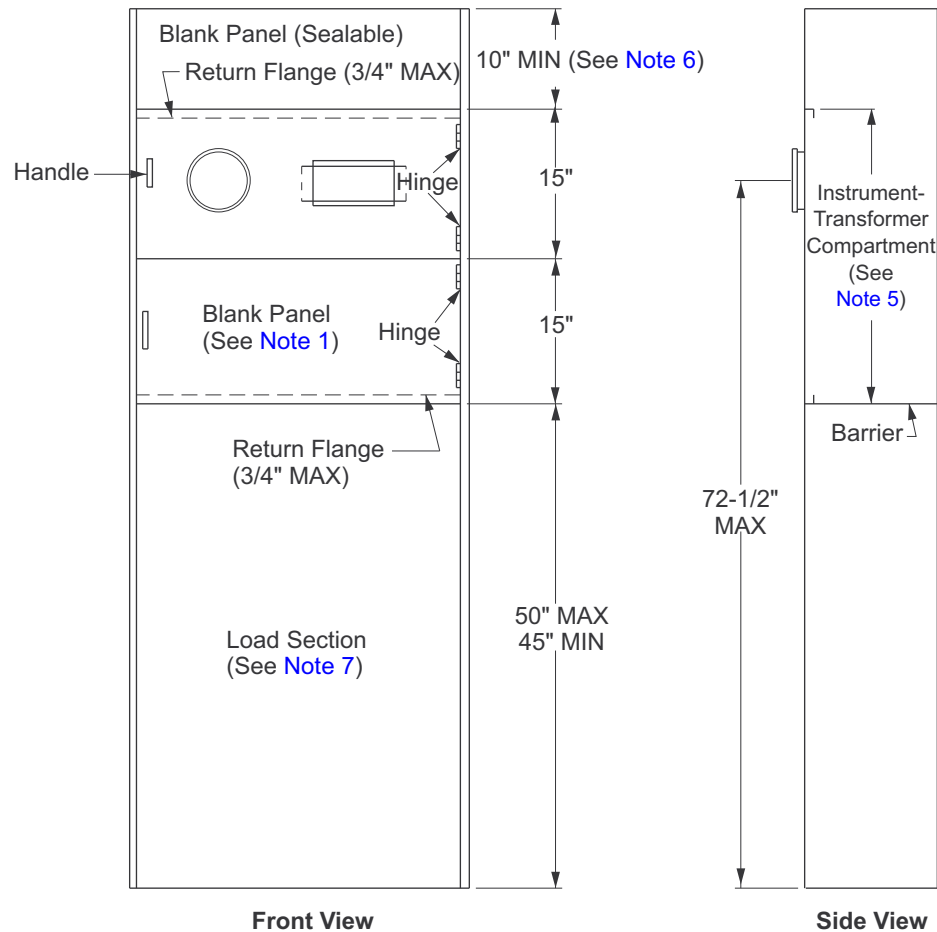 Blank Panel (Sealable)
Return Flange (3/4" MAX)
10" MIN (See Note 6)
Handle
Hinge
15"
Instrument-
Transformer
Compartment
(See
Note 5)
Blank Panel
(See Note 1)
Hinge
15"
Return Flange
(3/4" MAX)
Barrier
72-1/2"
MAX
50" MAX
45" MIN
Load Section
(See Note 7)
Front View
Side View